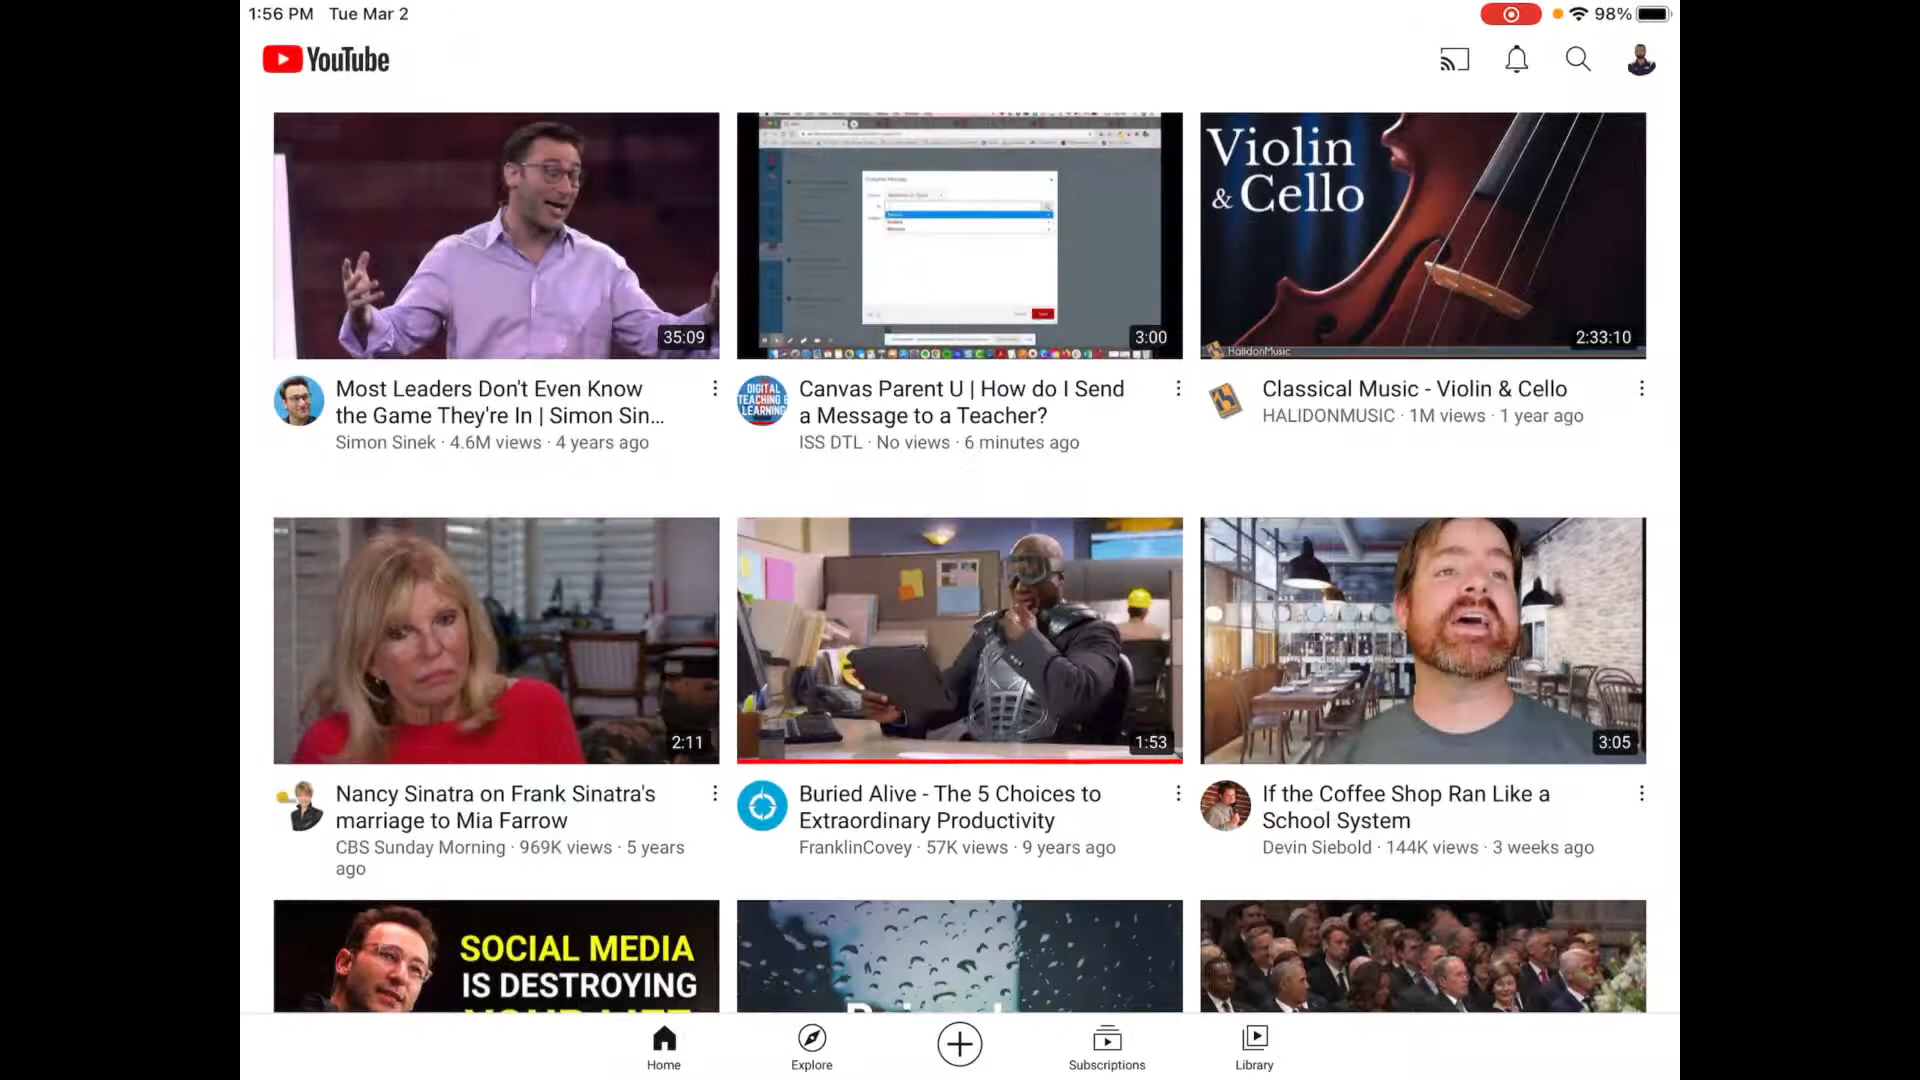 1:56 PM Tue Mar 2
98%
YouTube
35:09
3:00
Violin
& Cello
HalidonMusic
2:33:10
Most Leaders Don't Even Know
the Game They're In | Simon Sin...
Simon Sinek · 4.6M views · 4 years ago
DIGITAL
TEACHING &
LEARNING
Canvas Parent U | How do I Send
a Message to a Teacher?
ISS DTL · No views · 6 minutes ago
Classical Music - Violin & Cello
HALIDONMUSIC · 1M views · 1 year ago
2:11
1:53
3:05
Nancy Sinatra on Frank Sinatra's
marriage to Mia Farrow
CBS Sunday Morning · 969K views · 5 years
ago
Buried Alive - The 5 Choices to
Extraordinary Productivity
FranklinCovey · 57K views · 9 years ago
If the Coffee Shop Ran Like a
School System
Devin Siebold · 144K views · 3 weeks ago
SOCIAL MEDIA
IS DESTROYING
YOUR LIFE
Home
Explore
Subscriptions
Library